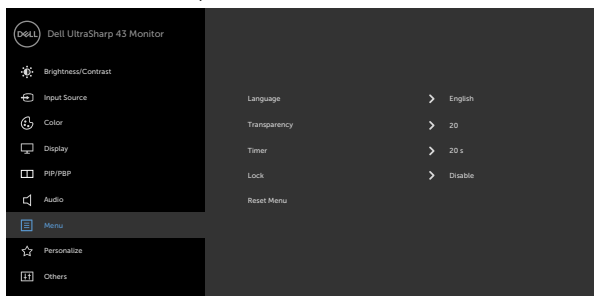 DELL Dell UltraSharp 43 Monitor
Brightness/Contrast
Input Source
Language English
Color
Transparency 20
Display
Timer 20 s
PIP/PBP
Lock Disable
Audio
Reset Menu
Menu
Personalize
Others